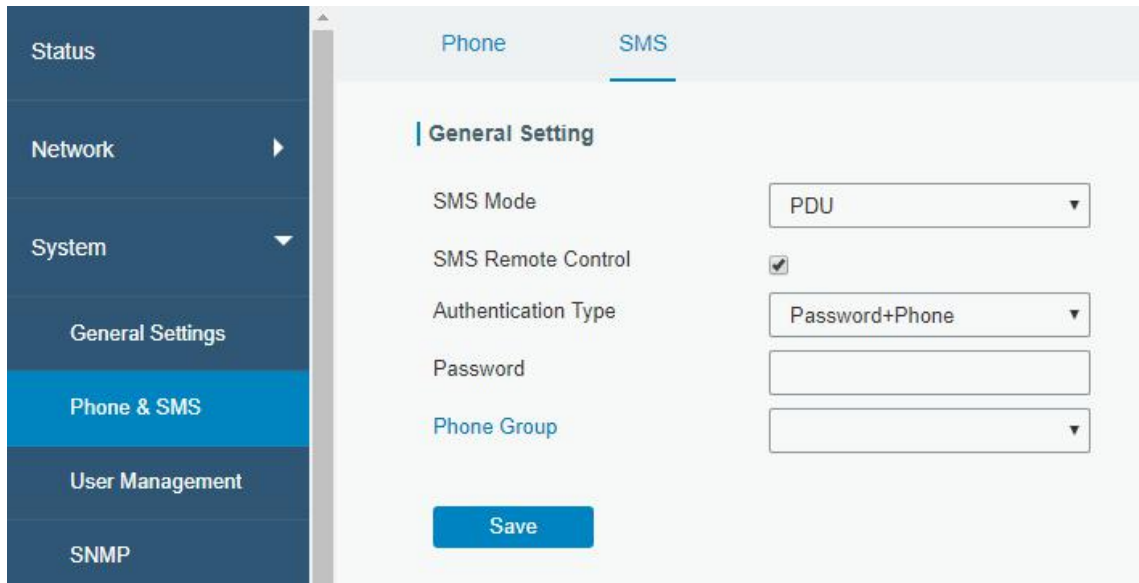 Status
Network
System
General Settings
Phone & SMS
User Management
SNMP
Phone SMS
General Setting
SMS Mode PDU
SMS Remote Control
Authentication Type Password+Phone
Password
Phone Group
Save